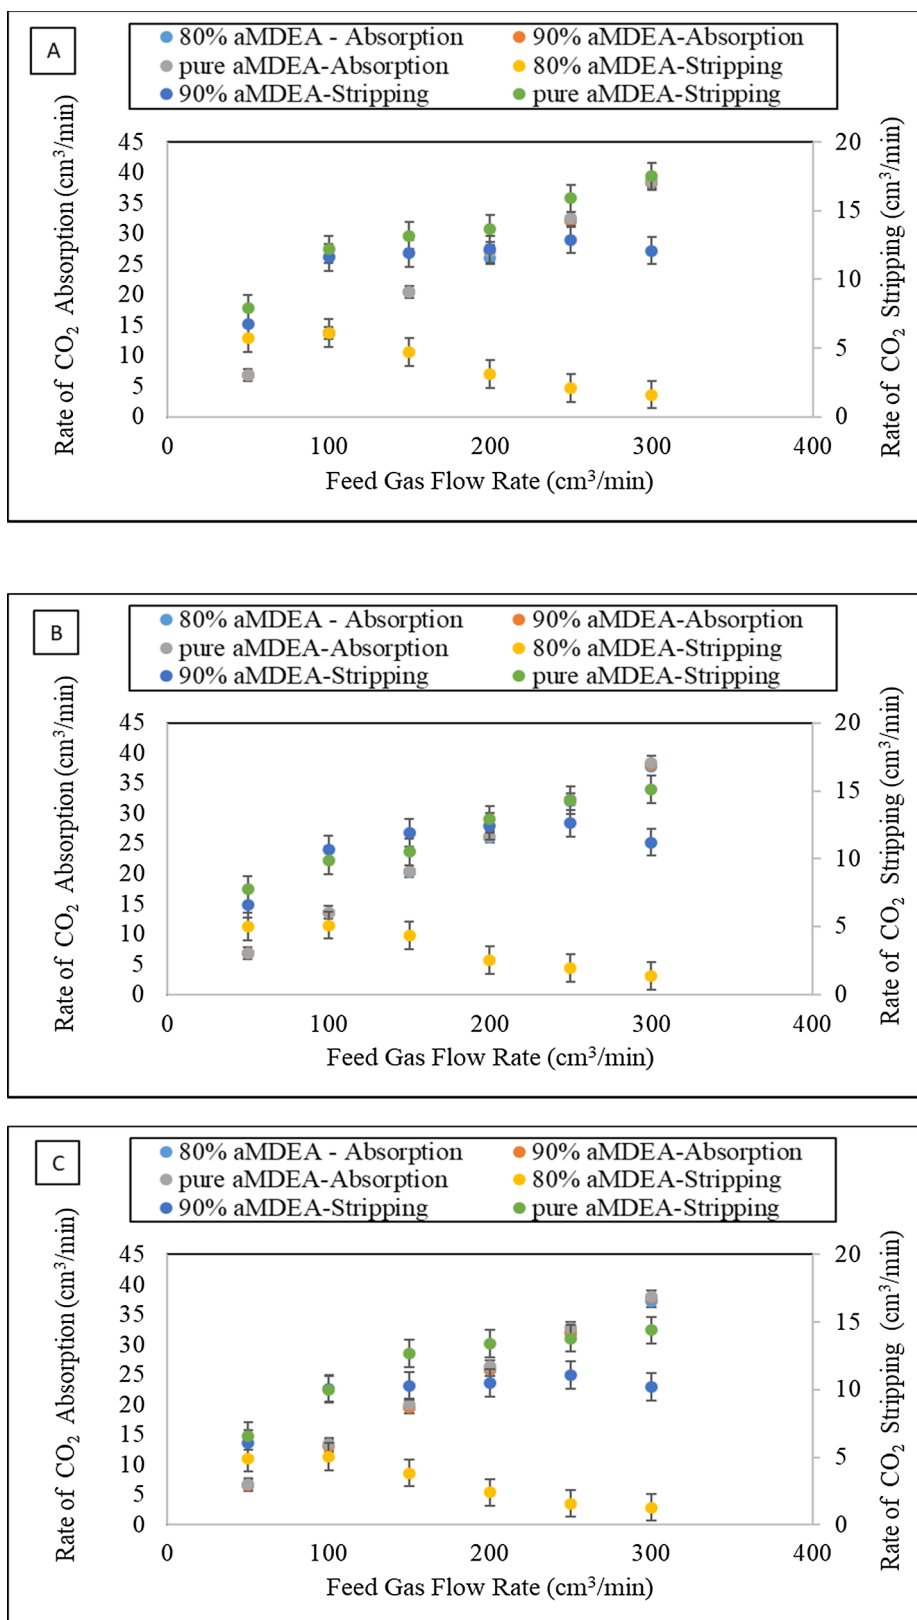 A
80% aMDEA - Absorption 90% aMDEA-Absorption
pure aMDEA-Absorption 80% aMDEA-Stripping
90% aMDEA-Stripping pure aMDEA-Stripping
Rate of CO₂ Absorption (cm³/min)
45
40
35
30
25
20
15
10
5
0
20
15
10
5
0
Rate of CO₂ Stripping (cm³/min)
0 100 200 300 400
Feed Gas Flow Rate (cm³/min)
B
80% aMDEA - Absorption 90% aMDEA-Absorption
pure aMDEA-Absorption 80% aMDEA-Stripping
90% aMDEA-Stripping pure aMDEA-Stripping
Rate of CO₂ Absorption (cm³/min)
45
40
35
30
25
20
15
10
5
0
20
15
10
5
0
Rate of CO₂ Stripping (cm³/min)
0 100 200 300 400
Feed Gas Flow Rate (cm³/min)
C
80% aMDEA - Absorption 90% aMDEA-Absorption
pure aMDEA-Absorption 80% aMDEA-Stripping
90% aMDEA-Stripping pure aMDEA-Stripping
Rate of CO₂ Absorption (cm³/min)
45
40
35
30
25
20
15
10
5
0
20
15
10
5
0
Rate of CO₂ Stripping (cm³/min)
0 100 200 300 400
Feed Gas Flow Rate (cm³/min)